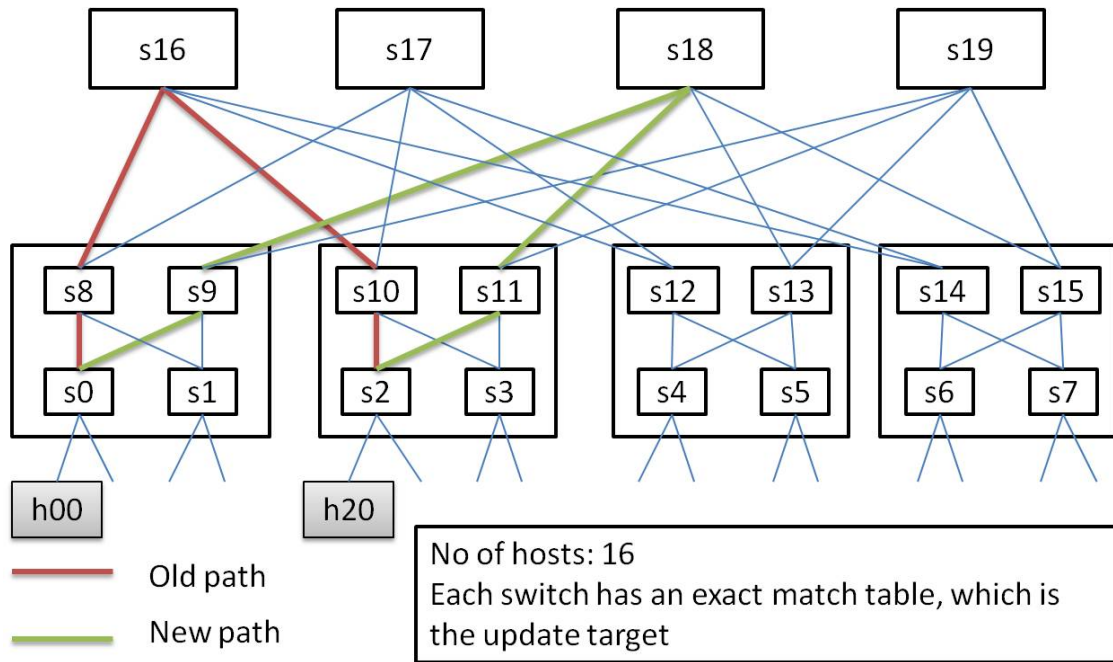 s16 s17 s18 s19
s8 s9 s10 s11 s12 s13 s14 s15
s0 s1 s2 s3 s4 s5 s6 s7
h00 h20
Old path
New path
No of hosts: 16
Each switch has an exact match table, which is
the update target